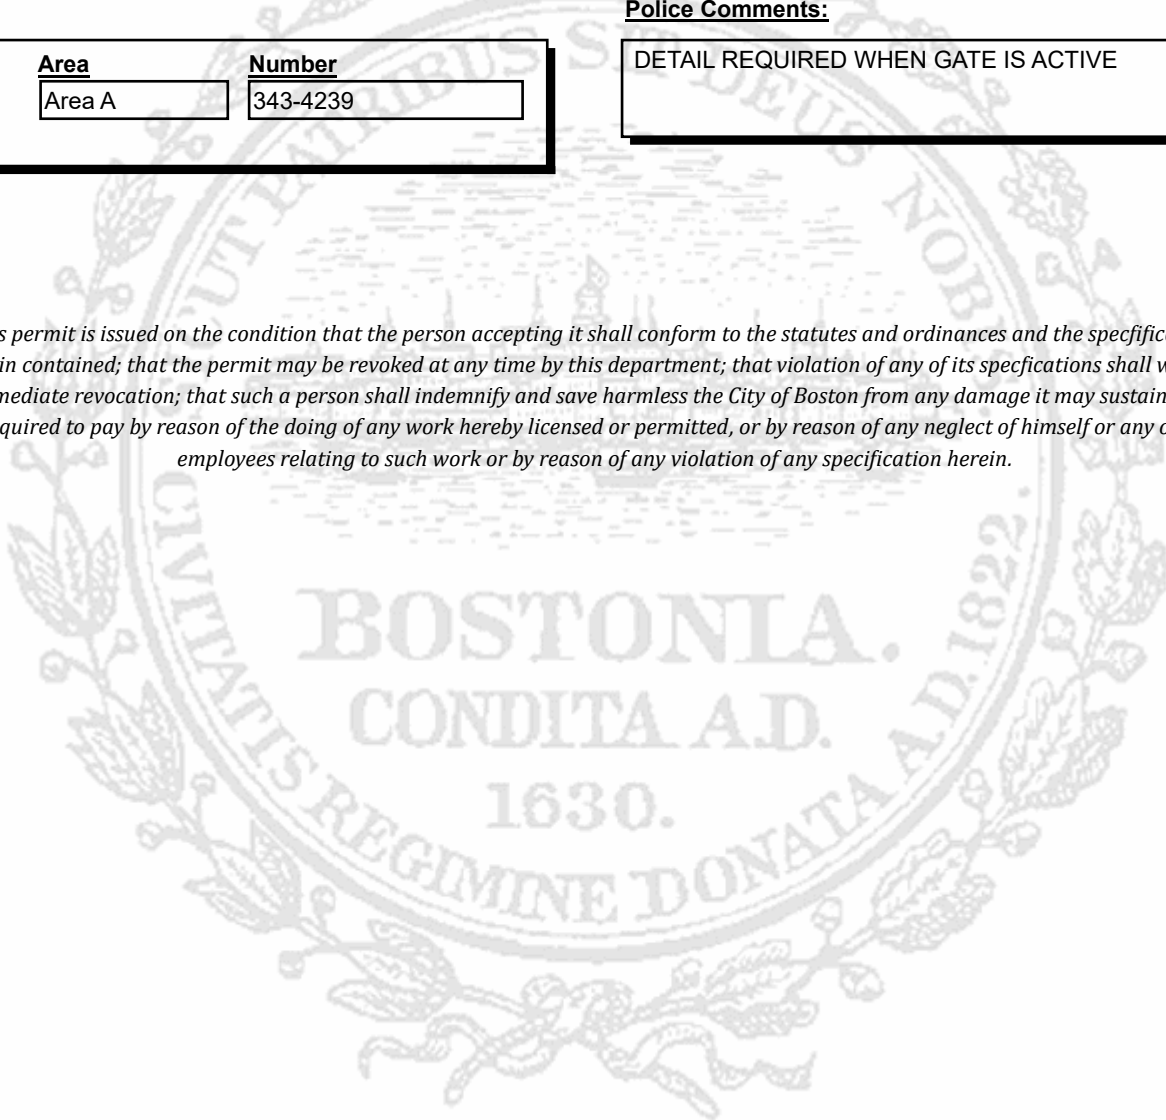 Police Comments:
Area Number
DETAIL REQUIRED WHEN GATE IS ACTIVE
Area A 343-4239
s permit is issued on the condition that the person accepting it shall conform to the statutes and ordinances and the specfific
in contained; that the permit may be revoked at any time by this department; that violation of any of its specfications shall w
mediate revocation; that such a person shall indemnify and save harmless the City of Boston from any damage it may sustain
quired to pay by reason of the doing of any work hereby licensed or permitted, or by reason of any neglect of himself or any o
employees relating to such work or by reason of any violation of any specification herein.
SICUT PATRIBUS SIT DEUS NOBIS
BOSTONIA.
CONDITA A.D.
1630.
CIVITATIS REGIMINE DONATA A.D. 1822.